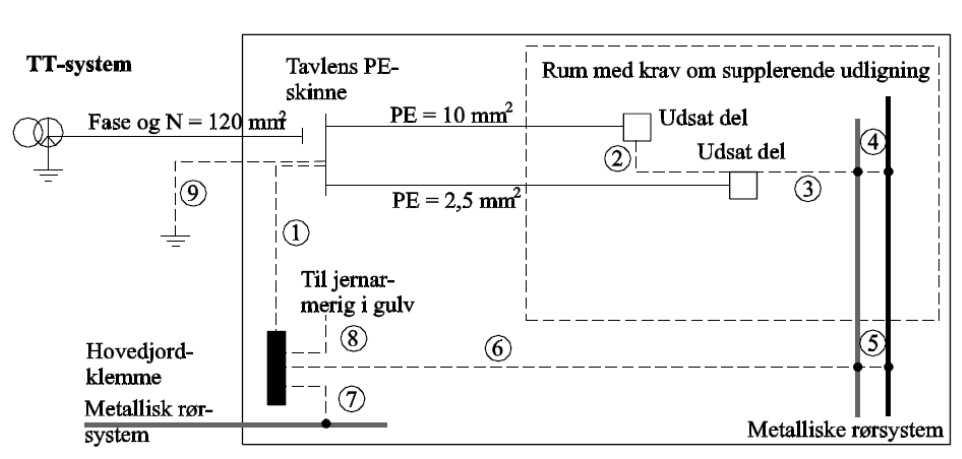 TT-system
Tavlens PE-
skinne
Rum med krav om supplerende udligning
Fase og N = 120 mm²
PE = 10 mm²
Udsat del
②
Udsat del
④
③
PE = 2,5 mm²
⑨
①
Til jernar-
merig i gulv
⑧
⑥
⑤
Hovedjord-
klemme
⑦
Metallisk rør-
system
Metalliske rørsystem